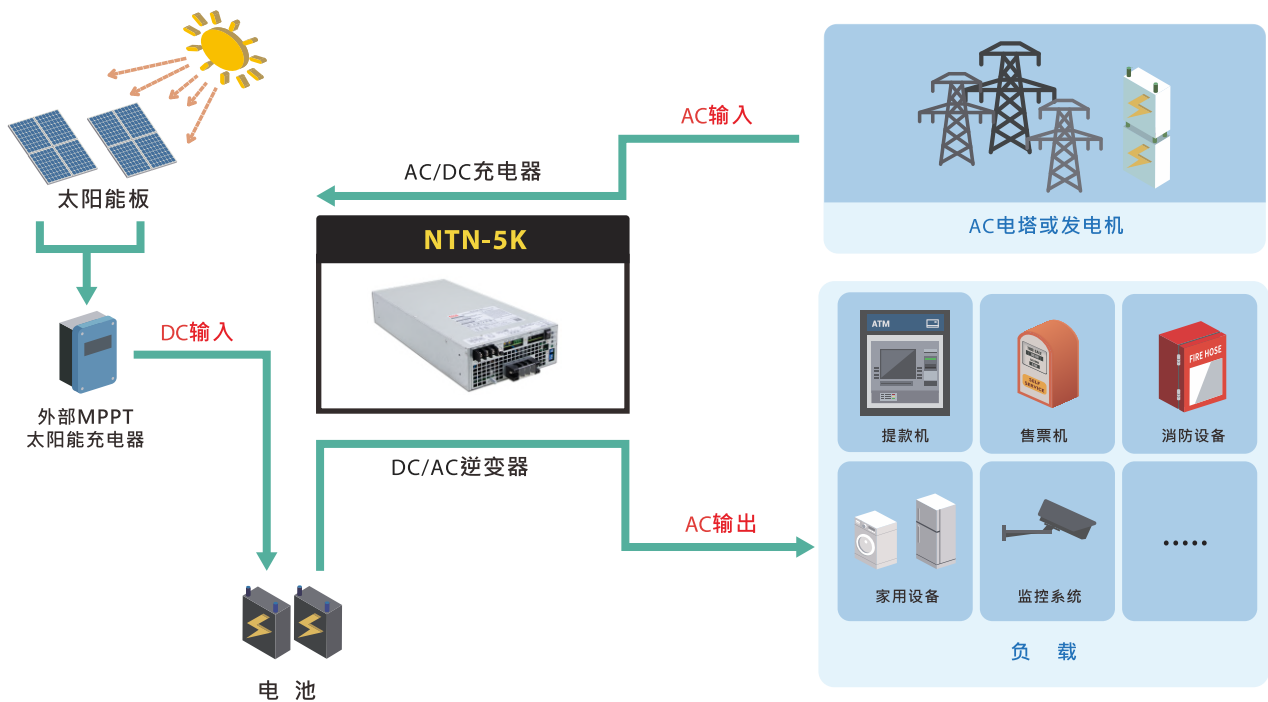 太阳能板
外部MPPT
太阳能充电器
DC输入
AC/DC充电器
AC输入
NTN-5K
DC/AC逆变器
AC输出
电 池
AC电塔或发电机
ATM
提款机
SELF
SERVICE
售票机
FIRE HOSE
消防设备
家用设备
监控系统
.....
负 载